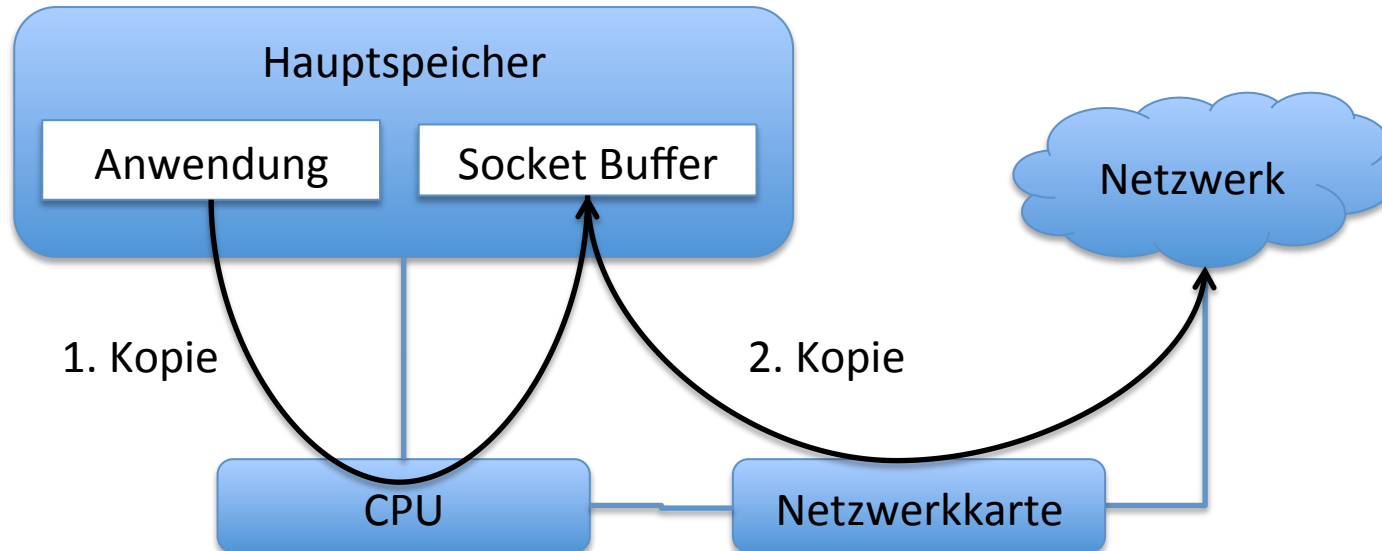 Hauptspeicher
Anwendung
Socket Buffer
Netzwerk
1. Kopie
2. Kopie
CPU
Netzwerkkarte